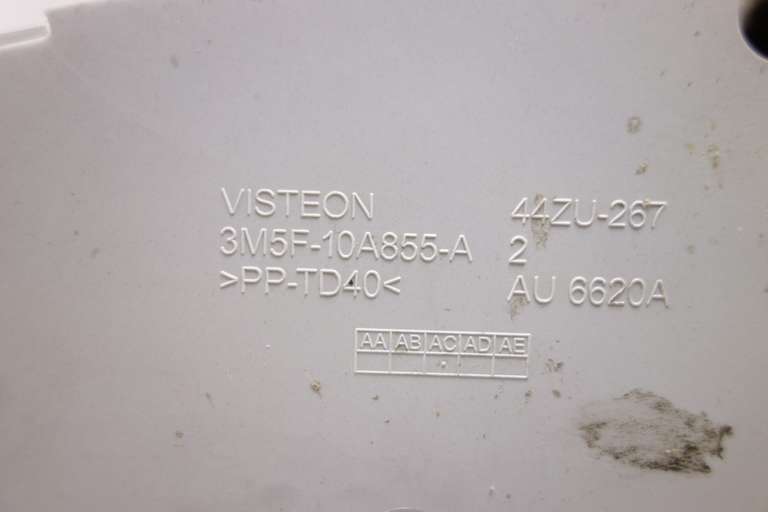 VISTEON
3M5F-10A855-A
>PP-TD40<
44ZU-267
2
AU 6620A
AA AB AC AD AE